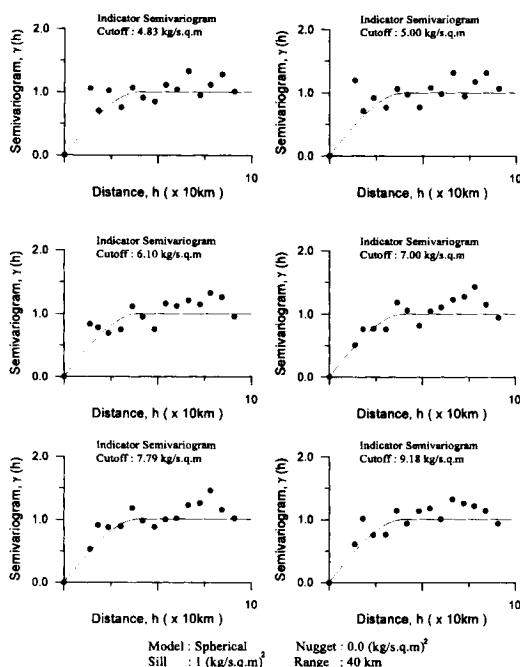 Indicator Semivariogram
Cutoff : 4.83 kg/s.q.m
2.0
1.0
0.0
Semivariogram, γ (h)
10
Distance, h ( x 10km )
Indicator Semivariogram
Cutoff : 5.00 kg/s.q.m
2.0
1.0
0.0
Semivariogram, γ (h)
10
Distance, h ( x 10km )
Indicator Semivariogram
Cutoff : 6.10 kg/s.q.m
2.0
1.0
0.0
Semivariogram, γ (h)
10
Distance, h ( x 10km )
Indicator Semivariogram
Cutoff : 7.00 kg/s.q.m
2.0
1.0
0.0
Semivariogram, γ (h)
10
Distance, h ( x 10km )
Indicator Semivariogram
Cutoff : 7.79 kg/s.q.m
2.0
1.0
0.0
Semivariogram, γ (h)
10
Distance, h ( x 10km )
Indicator Semivariogram
Cutoff : 9.18 kg/s.q.m
2.0
1.0
0.0
Semivariogram, γ (h)
10
Distance, h ( x 10km )
Model : Spherical Nugget : 0.0 (kg/s.q.m)²
Sill : 1 (kg/s.q.m)² Range : 40 km